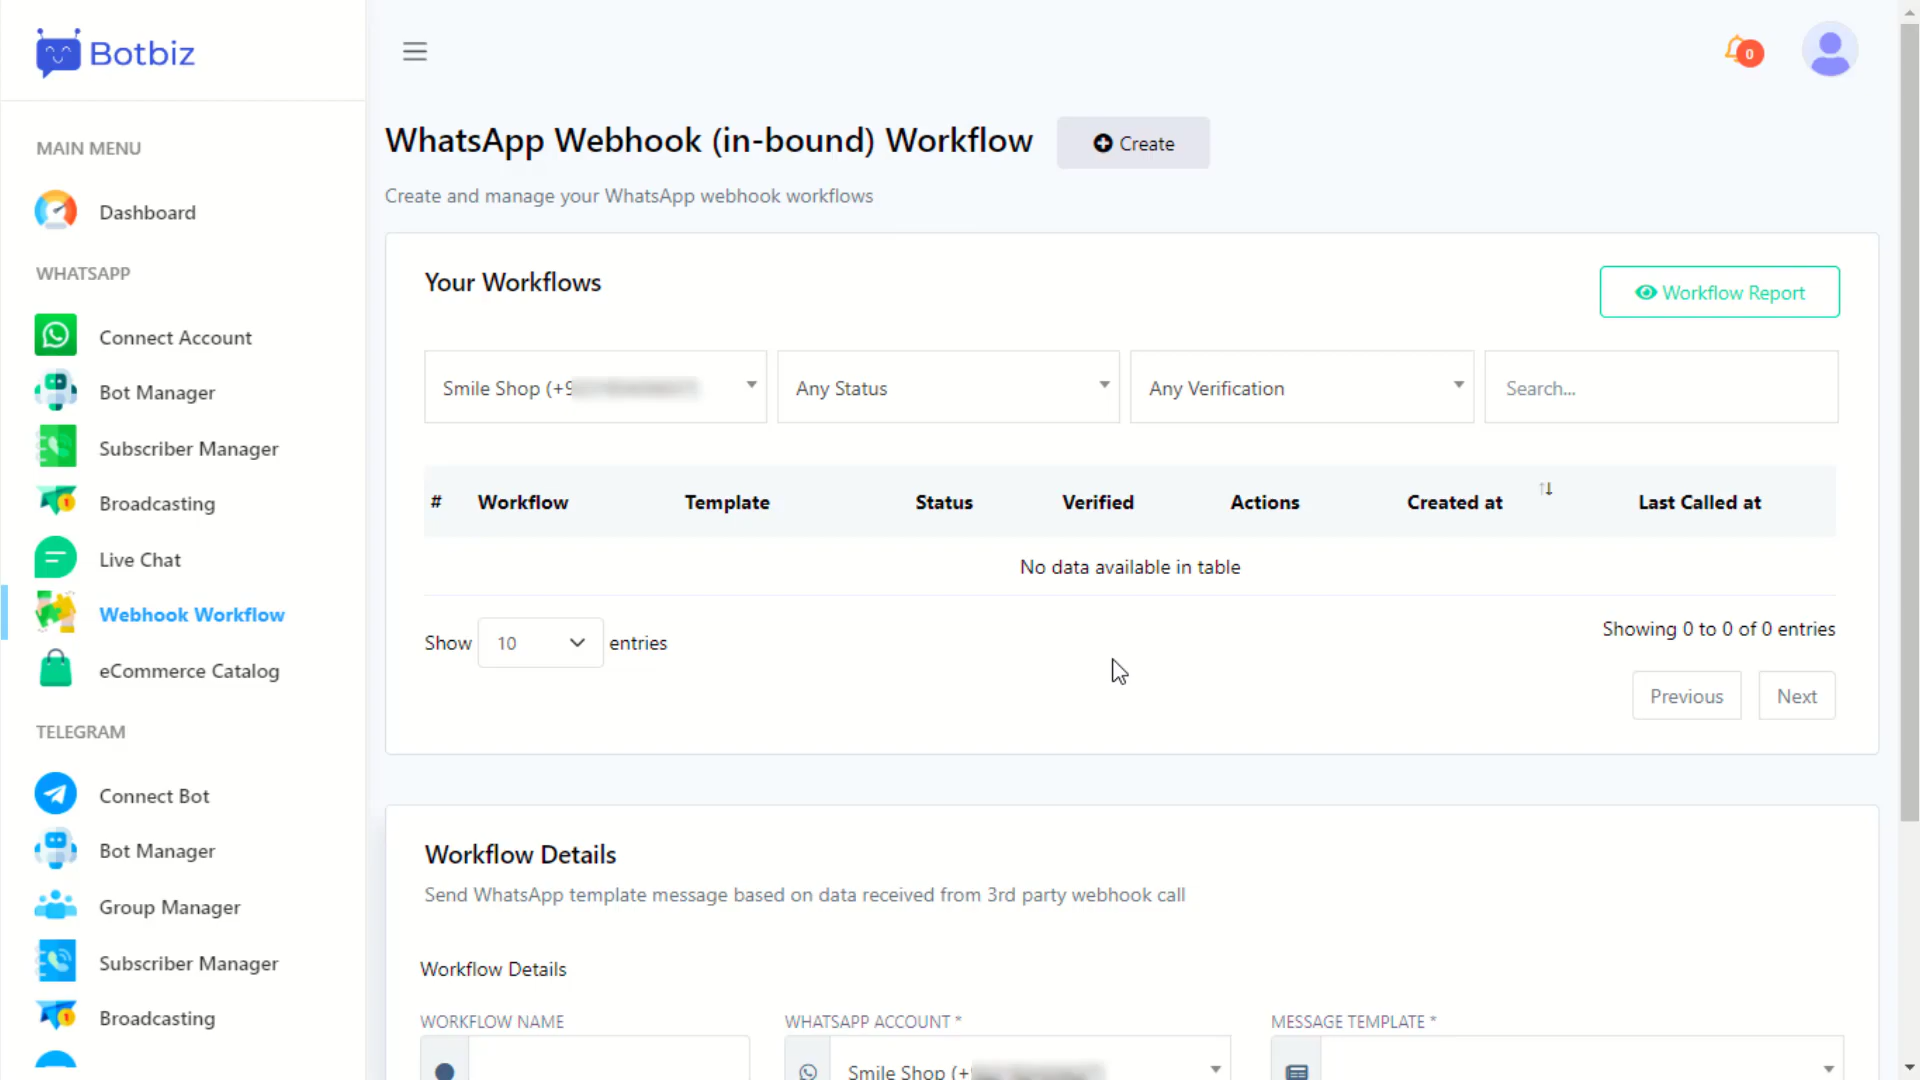 Botbiz
0
MAIN MENU
Dashboard
WHATSAPP
Connect Account
Bot Manager
Subscriber Manager
Broadcasting
Live Chat
Webhook Workflow
eCommerce Catalog
TELEGRAM
Connect Bot
Bot Manager
Group Manager
Subscriber Manager
Broadcasting
WhatsApp Webhook (in-bound) Workflow
Create
Create and manage your WhatsApp webhook workflows
Your Workflows
Workflow Report
Smile Shop (+9
Any Status
Any Verification
Search...
# Workflow Template Status Verified Actions Created at Last Called at
No data available in table
Show 10 entries
Showing 0 to 0 of 0 entries
Previous Next
Workflow Details
Send WhatsApp template message based on data received from 3rd party webhook call
Workflow Details
WORKFLOW NAME
WHATSAPP ACCOUNT *
MESSAGE TEMPLATE *
Smile Shop (+